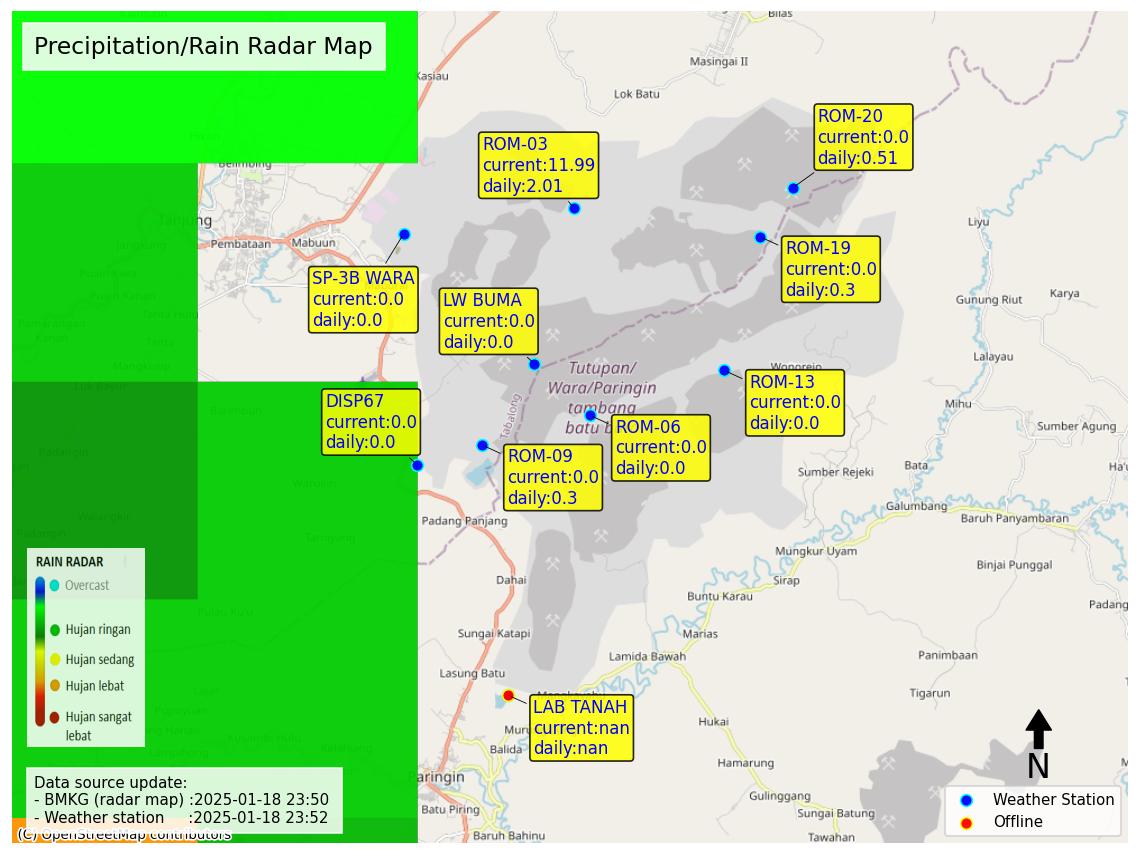 Precipitation/Rain Radar Map
Bilas
Masingai II
Kasiau
Lok Batu
ROM-20
current:0.0
daily:0.51
ROM-03
current:11.99
daily:2.01
Belimbing
Tanjung
Pembataan
Mabuun
Liyu
ROM-19
current:0.0
daily:0.3
SP-3B WARA
current:0.0
daily:0.0
LW BUMA
current:0.0
daily:0.0
Gunung Riut
Karya
Lalayau
Tutupan/
Wara/Paringin
tambang
batu b
Tabalong
Wonorejo
ROM-13
current:0.0
daily:0.0
DISP67
current:0.0
daily:0.0
ROM-06
current:0.0
daily:0.0
ROM-09
current:0.0
daily:0.3
Mihu
Sumber Agung
Bata
Ha'u
Sumber Rejeki
Galumbang
Baruh Panyambaran
Padang Panjang
Mungkur Uyam
Binjai Punggal
Dahai
Sirap
Buntu Karau
Padang
Sungai Katapi
Marias
Lamida Bawah
Panimbaan
Lasung Batu
Tigarun
RAIN RADAR
Overcast
Hujan ringan
Hujan sedang
Hujan lebat
Hujan sangat
lebat
LAB TANAH
current:nan
daily:nan
Muru
Balida
Hukai
Hamarung
Paringin
Batu Piring
Baruh Bahinu
Gulinggang
Sungai Batung
Tawahan
N
Weather Station
Offline
Data source update:
- BMKG (radar map) :2025-01-18 23:50
- Weather station :2025-01-18 23:52
(C) OpenStreetMap contributors